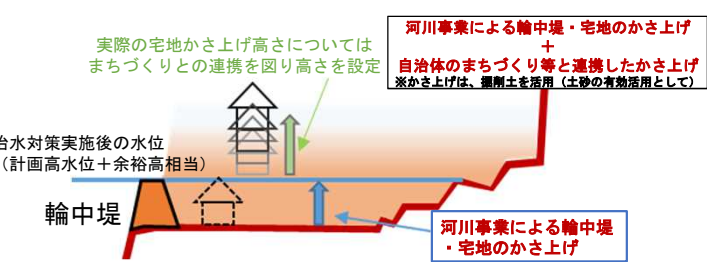 実際の宅地かさ上げ高さについては
まちづくりとの連携を図り高さを設定
河川事業による輪中堤・宅地のかさ上げ
＋
自治体のまちづくり等と連携したかさ上げ
※かさ上げは、掘削土を活用（土砂の有効活用として）
治水対策実施後の水位
（計画高水位＋余裕高相当）
輪中堤
河川事業による輪中堤
・宅地のかさ上げ